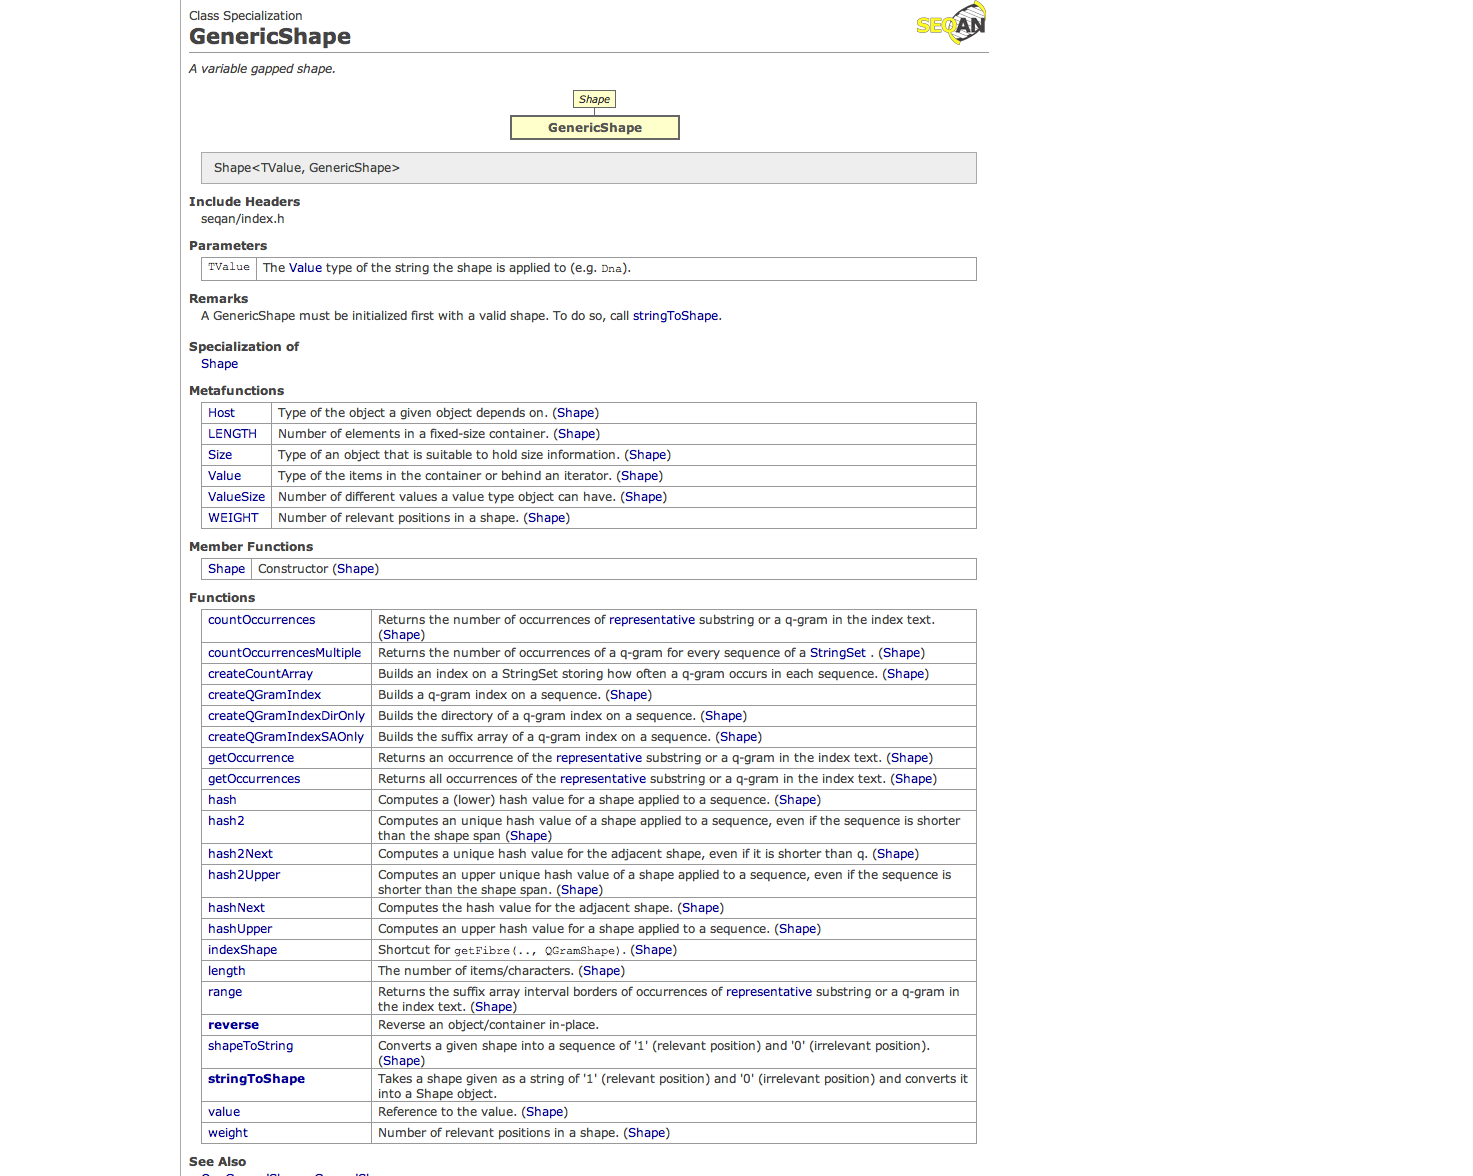 Class Specialization
GenericShape
SEQAN
A variable gapped shape.
Shape
GenericShape
Shape<TValue, GenericShape>
Include Headers
seqan/index.h
Parameters
TValue The Value type of the string the shape is applied to (e.g. Dna).
Remarks
A GenericShape must be initialized first with a valid shape. To do so, call stringToShape.
Specialization of
Shape
Metafunctions
Host Type of the object a given object depends on. (Shape)
LENGTH Number of elements in a fixed-size container. (Shape)
Size Type of an object that is suitable to hold size information. (Shape)
Value Type of the items in the container or behind an iterator. (Shape)
ValueSize Number of different values a value type object can have. (Shape)
WEIGHT Number of relevant positions in a shape. (Shape)
Member Functions
Shape Constructor (Shape)
Functions
countOccurrences Returns the number of occurrences of representative substring or a q-gram in the index text.
(Shape)
countOccurrencesMultiple Returns the number of occurrences of a q-gram for every sequence of a StringSet . (Shape)
createCountArray Builds an index on a StringSet storing how often a q-gram occurs in each sequence. (Shape)
createQGramIndex Builds a q-gram index on a sequence. (Shape)
createQGramIndexDirOnly Builds the directory of a q-gram index on a sequence. (Shape)
createQGramIndexSAOnly Builds the suffix array of a q-gram index on a sequence. (Shape)
getOccurrence Returns an occurrence of the representative substring or a q-gram in the index text. (Shape)
getOccurrences Returns all occurrences of the representative substring or a q-gram in the index text. (Shape)
hash Computes a (lower) hash value for a shape applied to a sequence. (Shape)
hash2 Computes an unique hash value of a shape applied to a sequence, even if the sequence is shorter
than the shape span (Shape)
hash2Next Computes a unique hash value for the adjacent shape, even if it is shorter than q. (Shape)
hash2Upper Computes an upper unique hash value of a shape applied to a sequence, even if the sequence is
shorter than the shape span. (Shape)
hashNext Computes the hash value for the adjacent shape. (Shape)
hashUpper Computes an upper hash value for a shape applied to a sequence. (Shape)
indexShape Shortcut for getFibre(.., QGramShape). (Shape)
length The number of items/characters. (Shape)
range Returns the suffix array interval borders of occurrences of representative substring or a q-gram in
the index text. (Shape)
reverse Reverse an object/container in-place.
shapeToString Converts a given shape into a sequence of '1' (relevant position) and '0' (irrelevant position).
(Shape)
stringToShape Takes a shape given as a string of '1' (relevant position) and '0' (irrelevant position) and converts it
into a Shape object.
value Reference to the value. (Shape)
weight Number of relevant positions in a shape. (Shape)
See Also